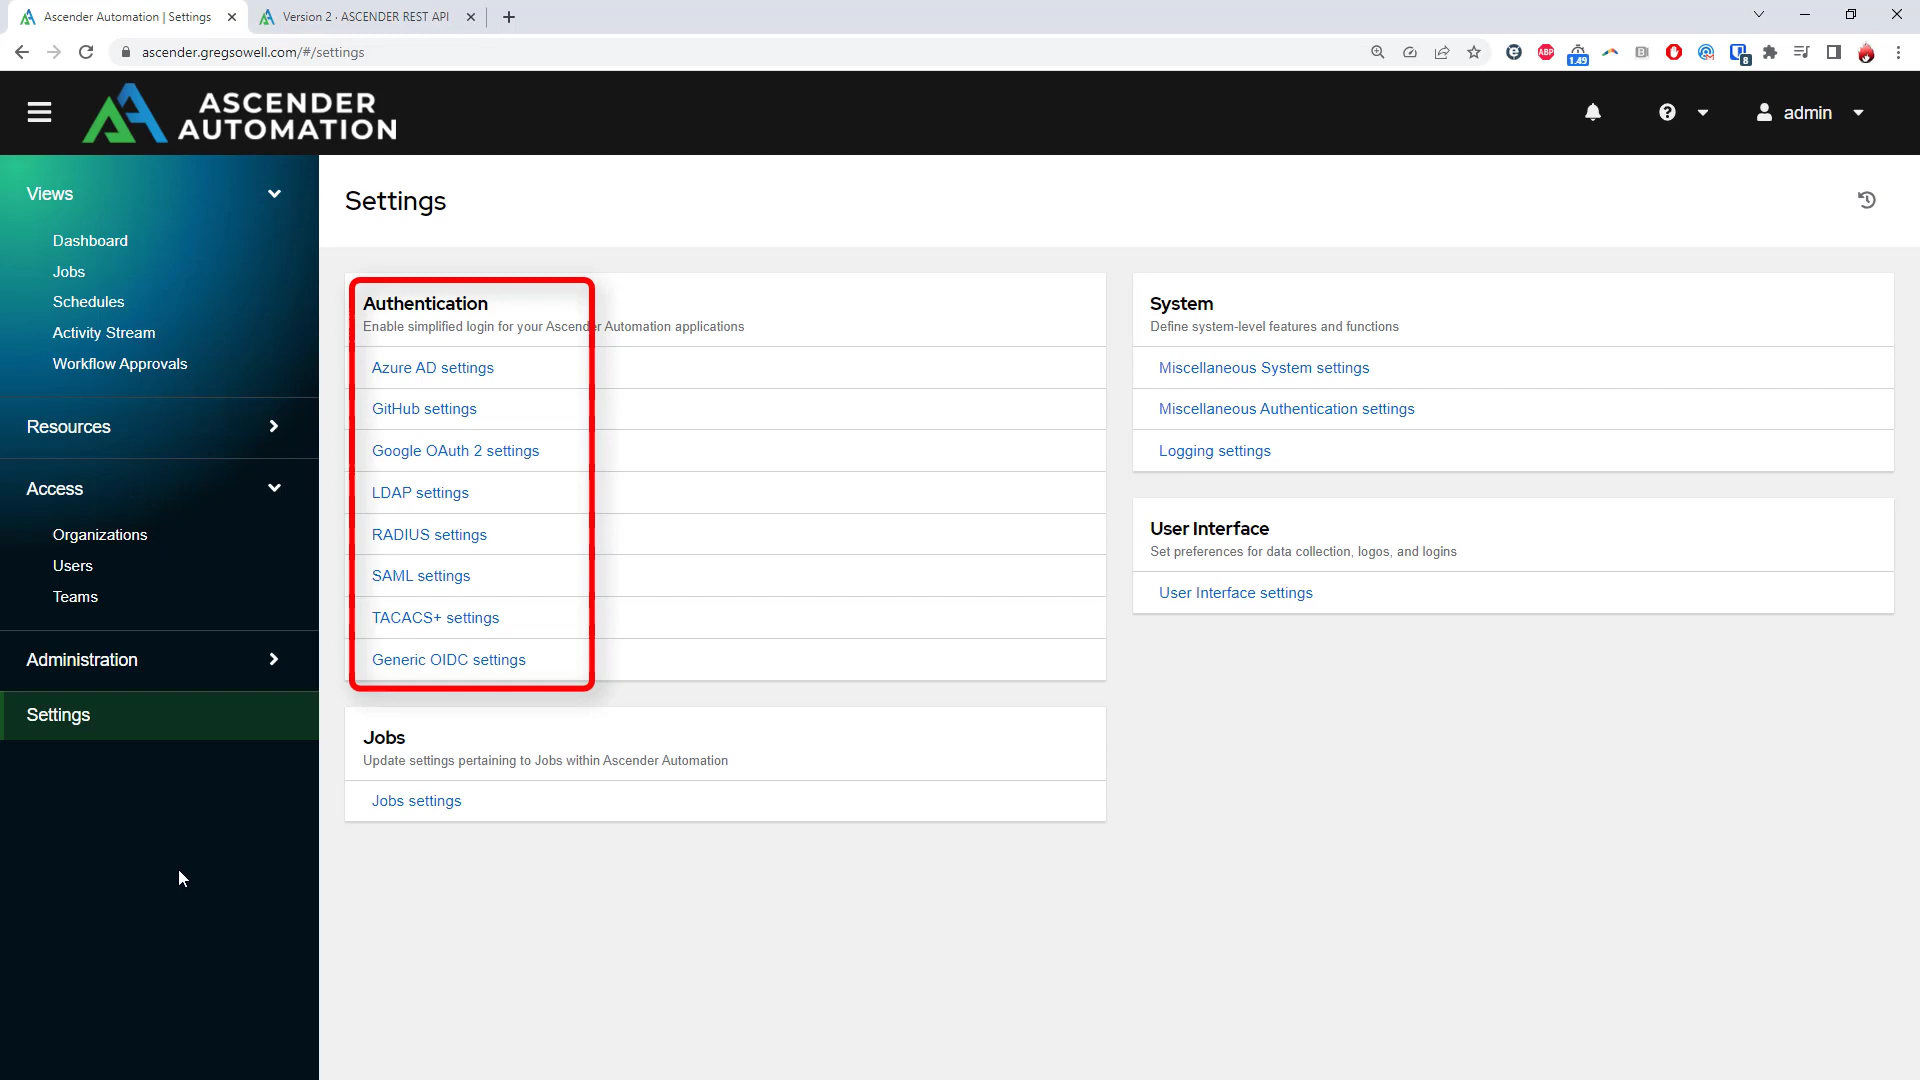 Ascender Automation | Settings
Version 2 · ASCENDER REST API
ascender.gregsowell.com/#/settings
ABP
1.49
8
ASCENDER
AUTOMATION
admin
Views
Dashboard
Jobs
Schedules
Activity Stream
Workflow Approvals
Resources
Access
Organizations
Users
Teams
Administration
Settings
Settings
Authentication
Enable simplified login for your Ascender Automation applications
Azure AD settings
GitHub settings
Google OAuth 2 settings
LDAP settings
RADIUS settings
SAML settings
TACACS+ settings
Generic OIDC settings
Jobs
Update settings pertaining to Jobs within Ascender Automation
Jobs settings
System
Define system-level features and functions
Miscellaneous System settings
Miscellaneous Authentication settings
Logging settings
User Interface
Set preferences for data collection, logos, and logins
User Interface settings